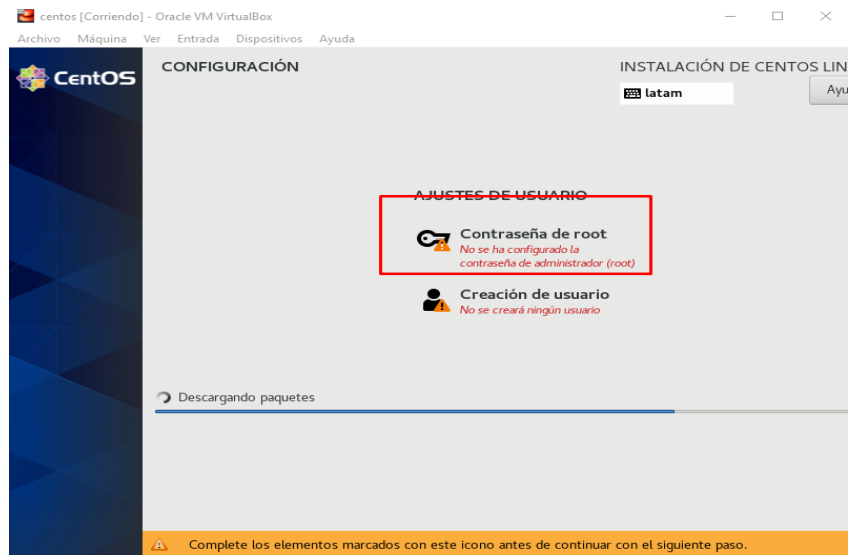 centos [Corriendo] - Oracle VM VirtualBox
Archivo Máquina Ver Entrada Dispositivos Ayuda
CentOS
CONFIGURACIÓN
INSTALACIÓN DE CENTOS LIN
latam
Ayu
AJUSTES DE USUARIO
Contraseña de root
No se ha configurado la
contraseña de administrador (root)
Creación de usuario
No se creará ningún usuario
Descargando paquetes
Complete los elementos marcados con este icono antes de continuar con el siguiente paso.